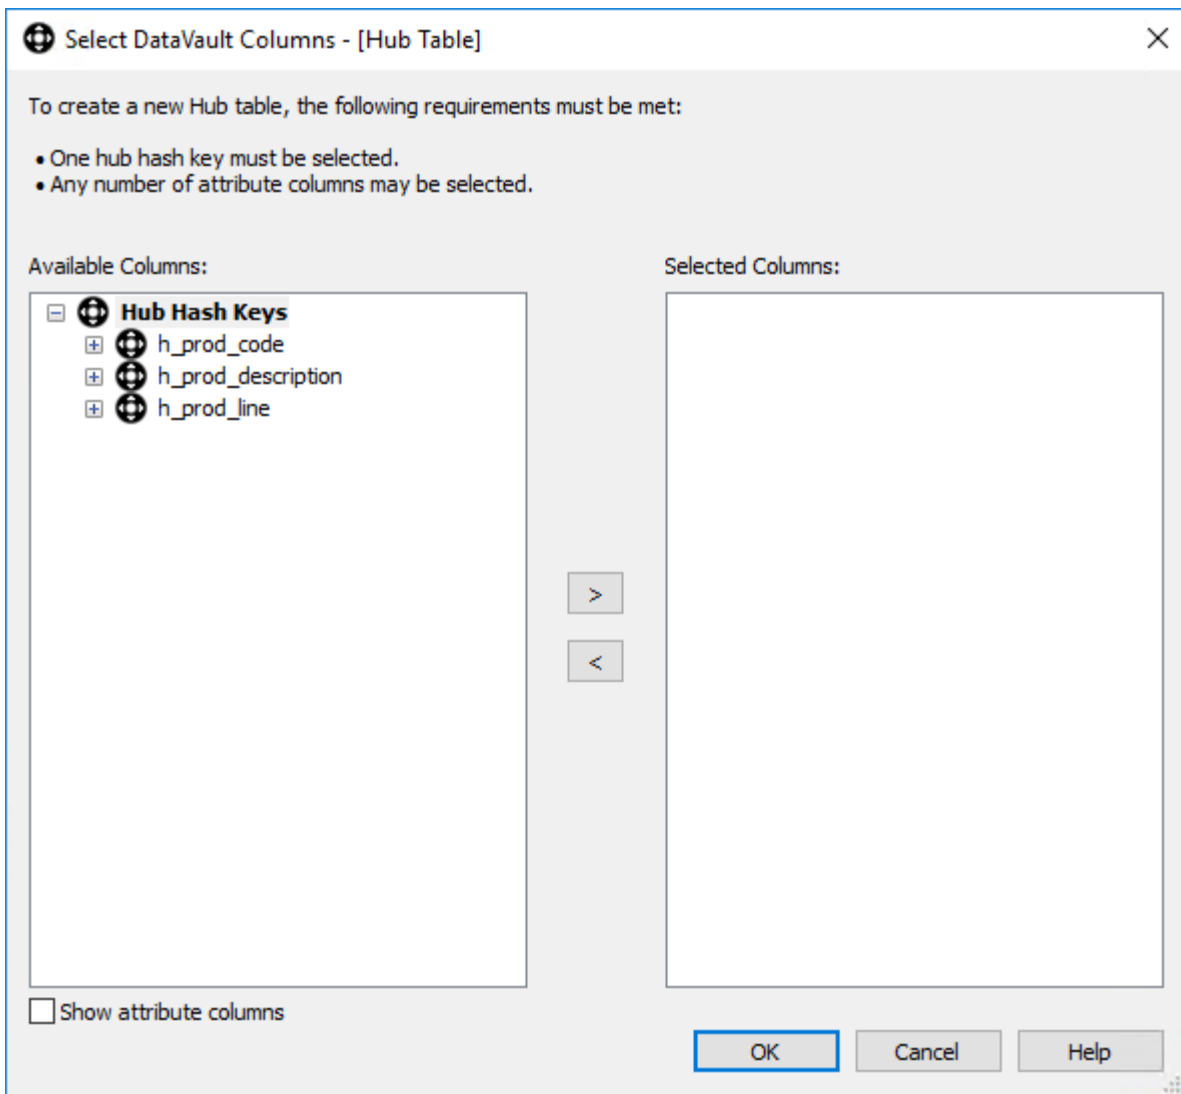 Select DataVault Columns - [Hub Table]
To create a new Hub table, the following requirements must be met:
• One hub hash key must be selected.
• Any number of attribute columns may be selected.
Available Columns:
Selected Columns:
Hub Hash Keys
h_prod_code
h_prod_description
h_prod_line
>
<
Show attribute columns
OK
Cancel
Help